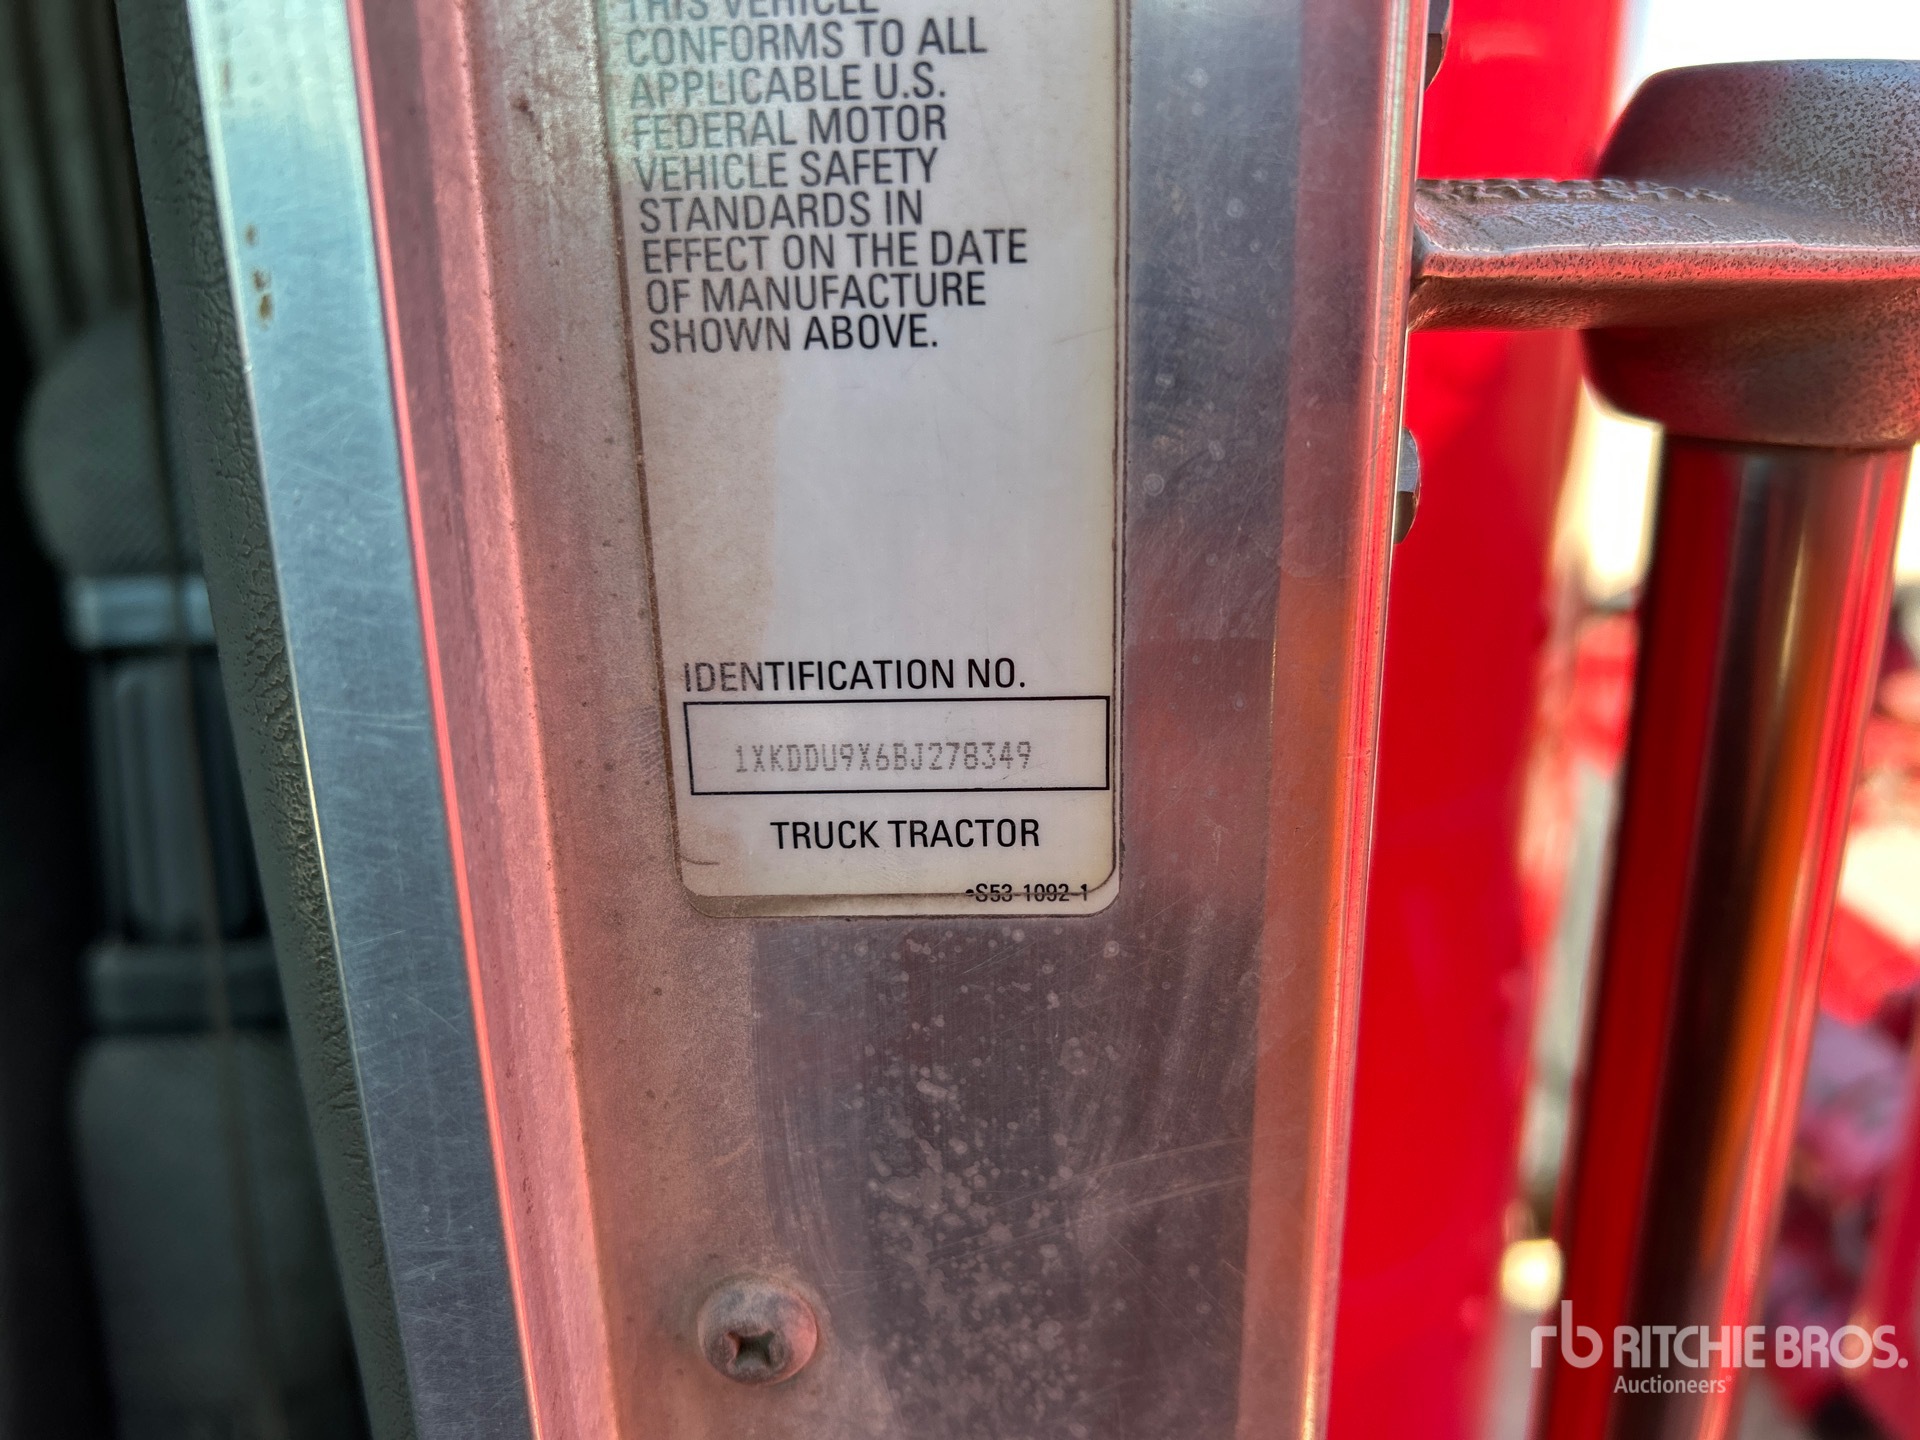 THIS VEHICLE
CONFORMS TO ALL
APPLICABLE U.S.
FEDERAL MOTOR
VEHICLE SAFETY
STANDARDS IN
EFFECT ON THE DATE
OF MANUFACTURE
SHOWN ABOVE.
IDENTIFICATION NO.
1XKDDU9X6BJ278349
TRUCK TRACTOR
S53-1092-1
rb RITCHIE BROS.
Auctioneers